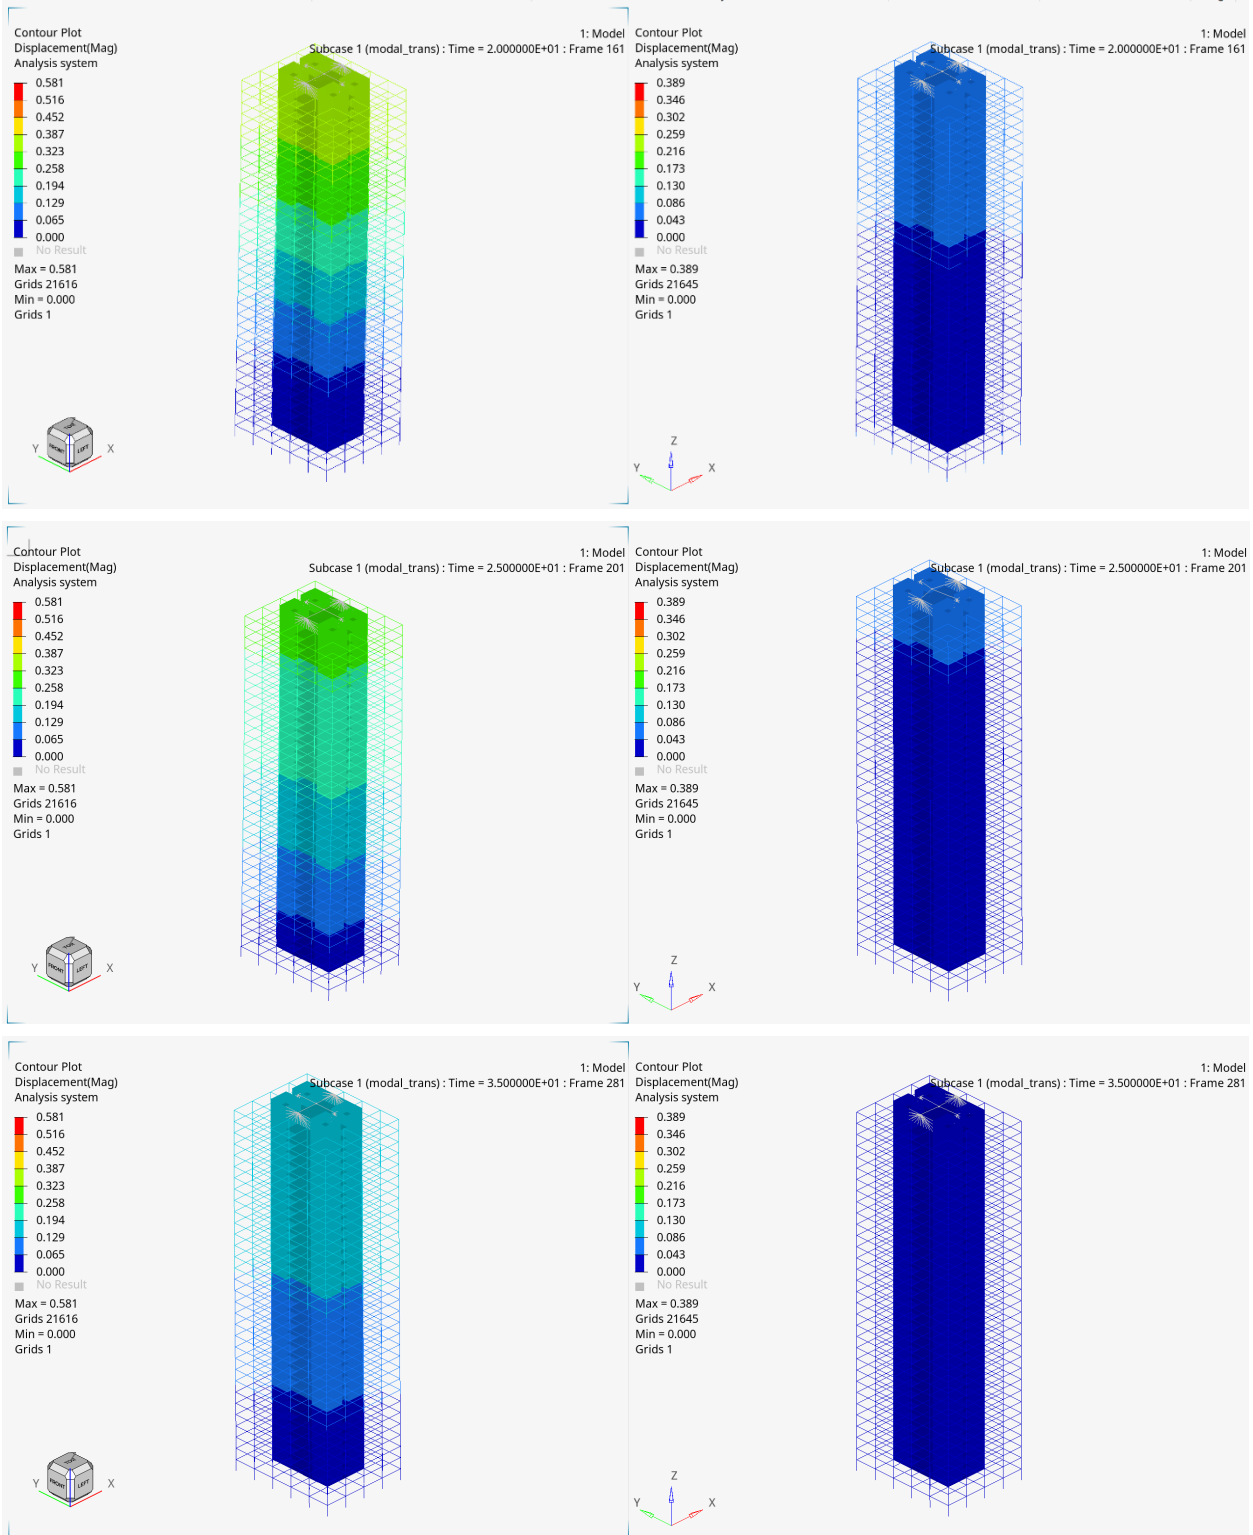 Contour Plot
Displacement(Mag)
Analysis system
1: Model
Subcase 1 (modal_trans) : Time = 2.000000E+01 : Frame 161
0.581
0.516
0.452
0.387
0.323
0.258
0.194
0.129
0.065
0.000
No Result
Max = 0.581
Grids 21616
Min = 0.000
Grids 1
TOP
FRONT
LEFT
Y
X
Contour Plot
Displacement(Mag)
Analysis system
1: Model
Subcase 1 (modal_trans) : Time = 2.000000E+01 : Frame 161
0.389
0.346
0.302
0.259
0.216
0.173
0.130
0.086
0.043
0.000
No Result
Max = 0.389
Grids 21645
Min = 0.000
Grids 1
Z
Y
X
Contour Plot
Displacement(Mag)
Analysis system
1: Model
Subcase 1 (modal_trans) : Time = 2.500000E+01 : Frame 201
0.581
0.516
0.452
0.387
0.323
0.258
0.194
0.129
0.065
0.000
No Result
Max = 0.581
Grids 21616
Min = 0.000
Grids 1
TOP
FRONT
LEFT
Y
X
Contour Plot
Displacement(Mag)
Analysis system
1: Model
Subcase 1 (modal_trans) : Time = 2.500000E+01 : Frame 201
0.389
0.346
0.302
0.259
0.216
0.173
0.130
0.086
0.043
0.000
No Result
Max = 0.389
Grids 21645
Min = 0.000
Grids 1
Z
Y
X
Contour Plot
Displacement(Mag)
Analysis system
1: Model
Subcase 1 (modal_trans) : Time = 3.500000E+01 : Frame 281
0.581
0.516
0.452
0.387
0.323
0.258
0.194
0.129
0.065
0.000
No Result
Max = 0.581
Grids 21616
Min = 0.000
Grids 1
TOP
FRONT
LEFT
Y
X
Contour Plot
Displacement(Mag)
Analysis system
1: Model
Subcase 1 (modal_trans) : Time = 3.500000E+01 : Frame 281
0.389
0.346
0.302
0.259
0.216
0.173
0.130
0.086
0.043
0.000
No Result
Max = 0.389
Grids 21645
Min = 0.000
Grids 1
Z
Y
X